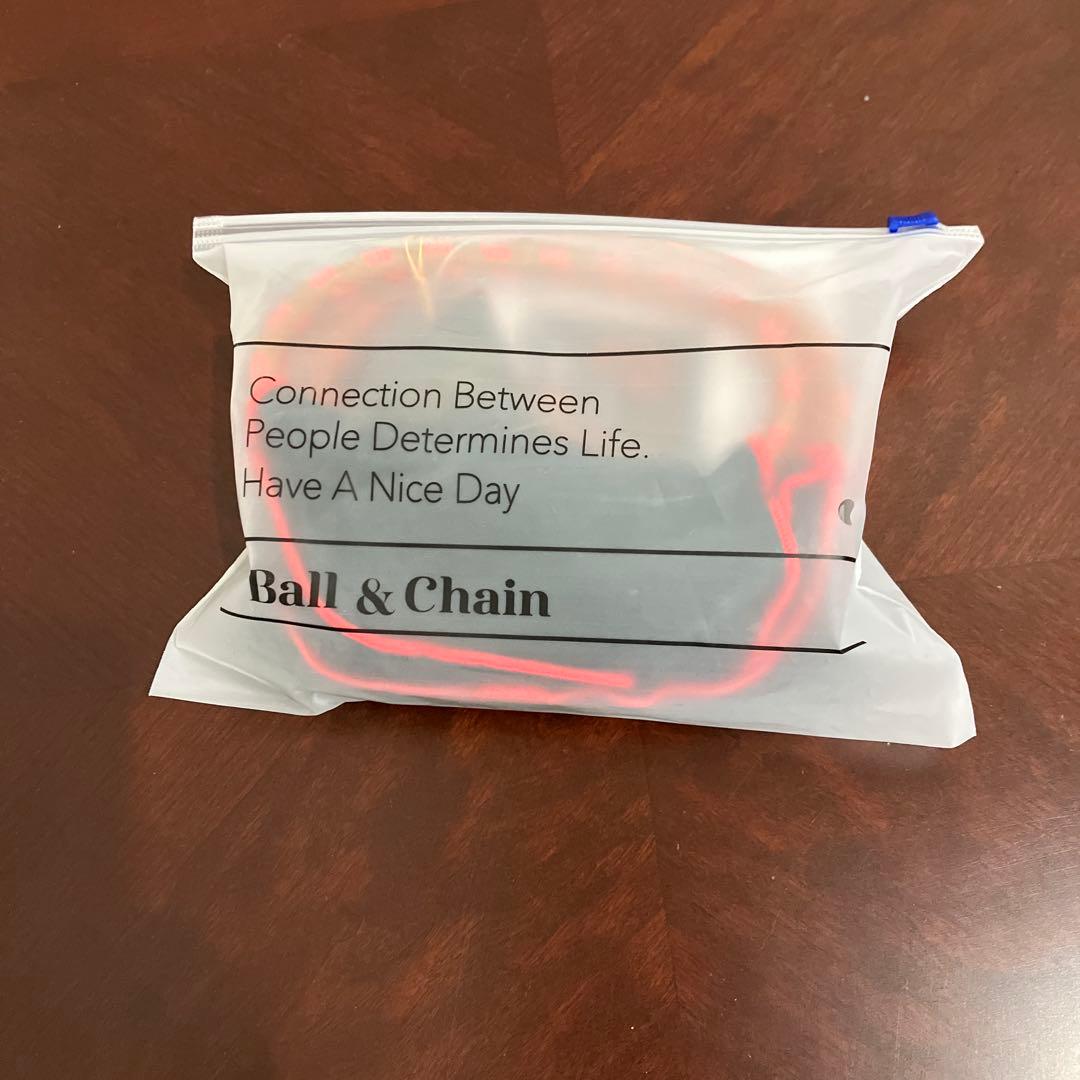 Connection Between
People Determines Life.
Have A Nice Day
Ball & Chain